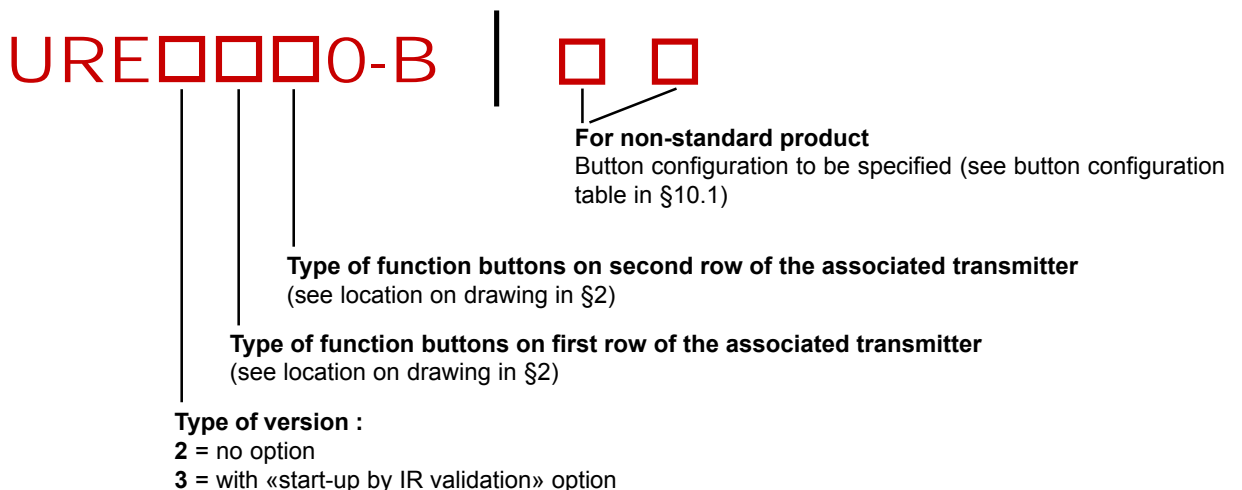 URE□□□0-B □ □
For non-standard product
Button configuration to be specified (see button configuration
table in §10.1)
Type of function buttons on second row of the associated transmitter
(see location on drawing in §2)
Type of function buttons on first row of the associated transmitter
(see location on drawing in §2)
Type of version :
2 = no option
3 = with «start-up by IR validation» option